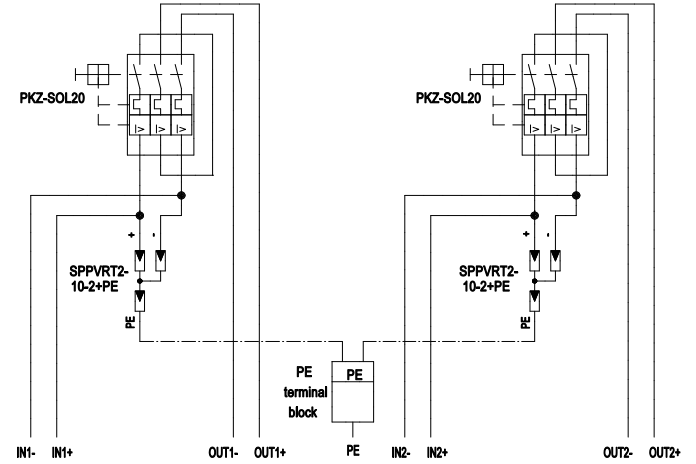 PKZ-SOL20
PKZ-SOL20
I> I> I>
I> I> I>
+ -
+ -
SPPVRT2-
10-2+PE
SPPVRT2-
10-2+PE
PE
PE
PE
terminal
block
PE
IN1- IN1+ OUT1- OUT1+ PE IN2- IN2+ OUT2- OUT2+